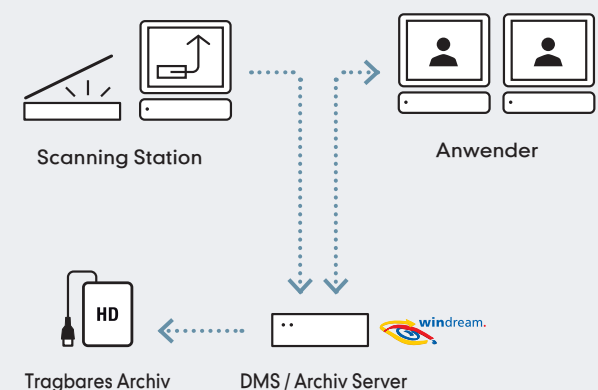 Scanning Station
Anwender
HD
windream.
Tragbares Archiv
DMS / Archiv Server